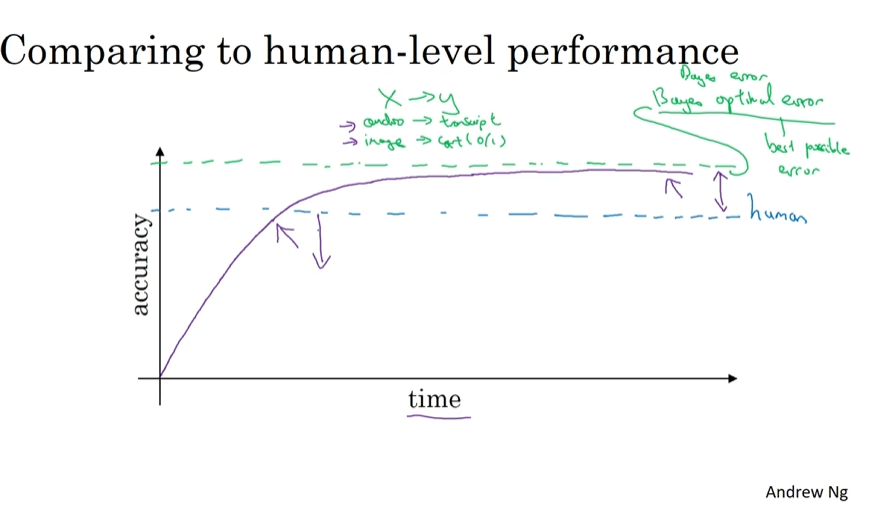 Comparing to human-level performance
Bayes error
Bayes optimal error
best possible
error
x → y
→ audio → transcript
→ image → cat (0/1)
human
accuracy
time
Andrew Ng